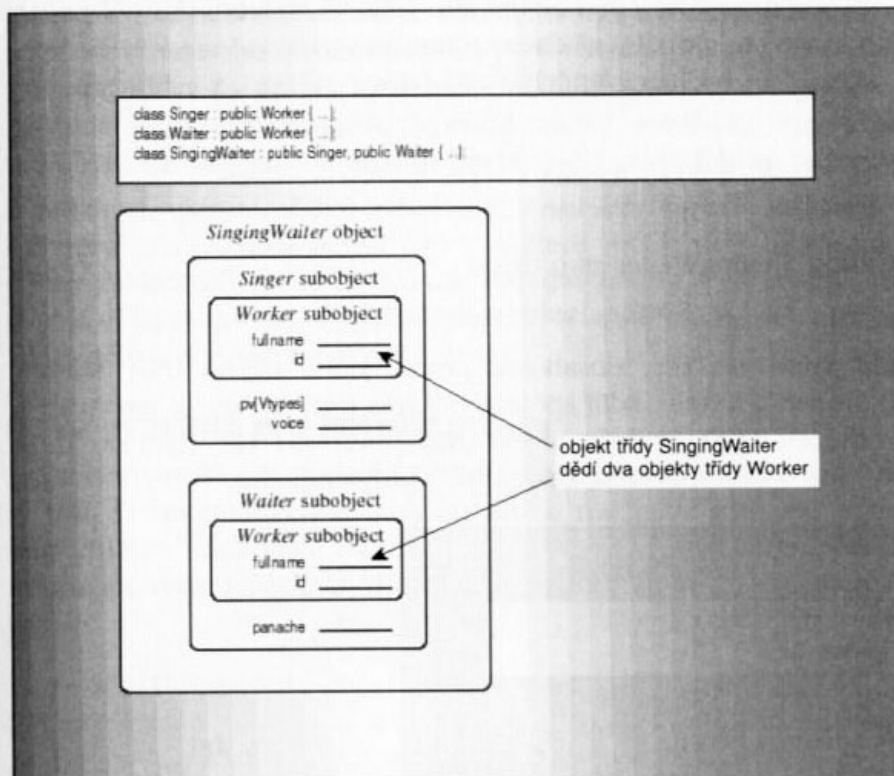 class Singer : public Worker { ...};
class Waiter : public Worker { ...};
class SingingWaiter : public Singer, public Waiter { ...};
SingingWaiter object
Singer subobject
Worker subobject
fullname
id
pv[Vtypes]
voice
objekt třídy SingingWaiter
dědí dva objekty třídy Worker
Waiter subobject
Worker subobject
fullname
id
panache